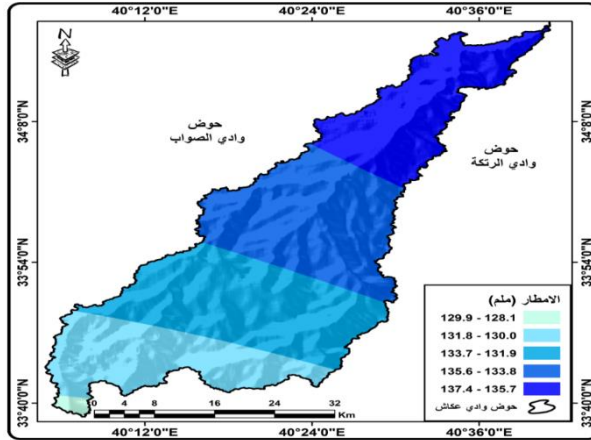 40°12'0"E 40°24'0"E 40°36'0"E
N
34°8'0"N 34°8'0"N
حوض
وادي الصواب
حوض
وادي الرتكة
33°54'0"N 33°54'0"N
الامطار (ملم)
129.9 - 128.1
131.8 - 130.0
133.7 - 131.9
135.6 - 133.8
137.4 - 135.7
حوض وادي عكاش
33°40'0"N 33°40'0"N
0 4 8 16 24 32
Km
40°12'0"E 40°24'0"E 40°36'0"E